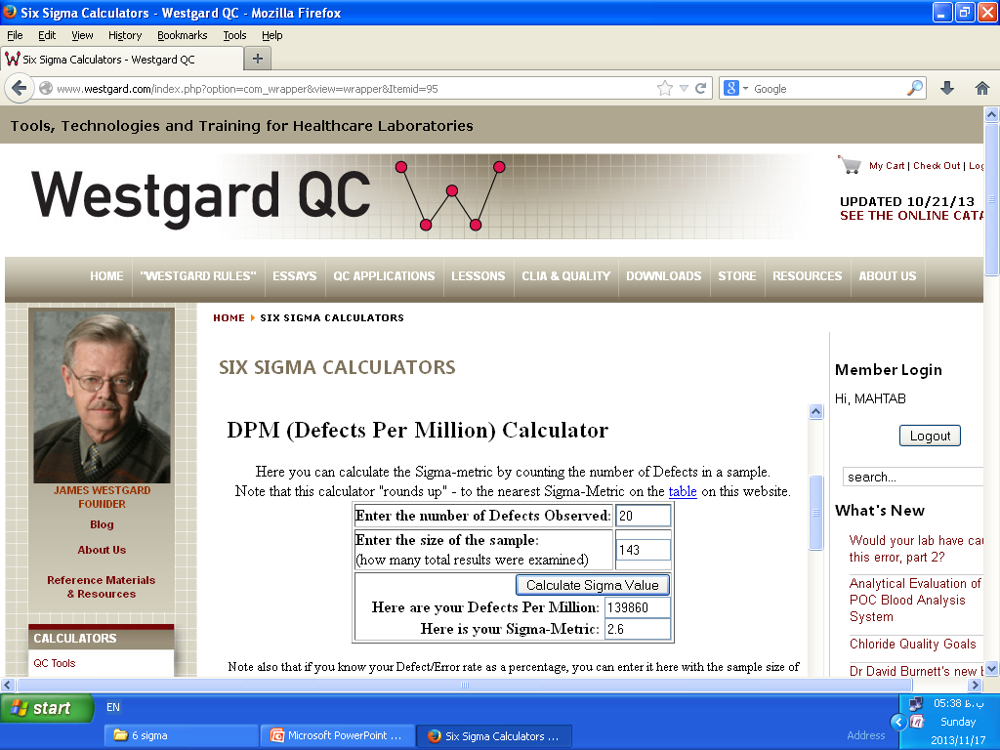 Six Sigma Calculators - Westgard QC - Mozilla Firefox
File Edit View History Bookmarks Tools Help
Six Sigma Calculators - Westgard QC
www.westgard.com/index.php?option=com_wrapper&view=wrapper&Itemid=95
Google
Tools, Technologies and Training for Healthcare Laboratories
Westgard QC
My Cart | Check Out | Log
UPDATED 10/21/13
SEE THE ONLINE CATA
HOME "WESTGARD RULES" ESSAYS QC APPLICATIONS LESSONS CLIA & QUALITY DOWNLOADS STORE RESOURCES ABOUT US
JAMES WESTGARD
FOUNDER
Blog
About Us
Reference Materials
& Resources
CALCULATORS
QC Tools
HOME SIX SIGMA CALCULATORS
SIX SIGMA CALCULATORS
DPM (Defects Per Million) Calculator
Here you can calculate the Sigma-metric by counting the number of Defects in a sample.
Note that this calculator "rounds up" - to the nearest Sigma-Metric on the table on this website.
Enter the number of Defects Observed: 20
Enter the size of the sample:
(how many total results were examined) 143
Calculate Sigma Value
Here are your Defects Per Million: 139860
Here is your Sigma-Metric: 2.6
Note also that if you know your Defect/Error rate as a percentage, you can enter it here with the sample size of
Member Login
Hi, MAHTAB
Logout
search...
What's New
Would your lab have cau
this error, part 2?
Analytical Evaluation of
POC Blood Analysis
System
Chloride Quality Goals
Dr David Burnett's new b
start EN
6 sigma Microsoft PowerPoint ... Six Sigma Calculators ...
Address
05:38 ب.ظ
Sunday
2013/11/17